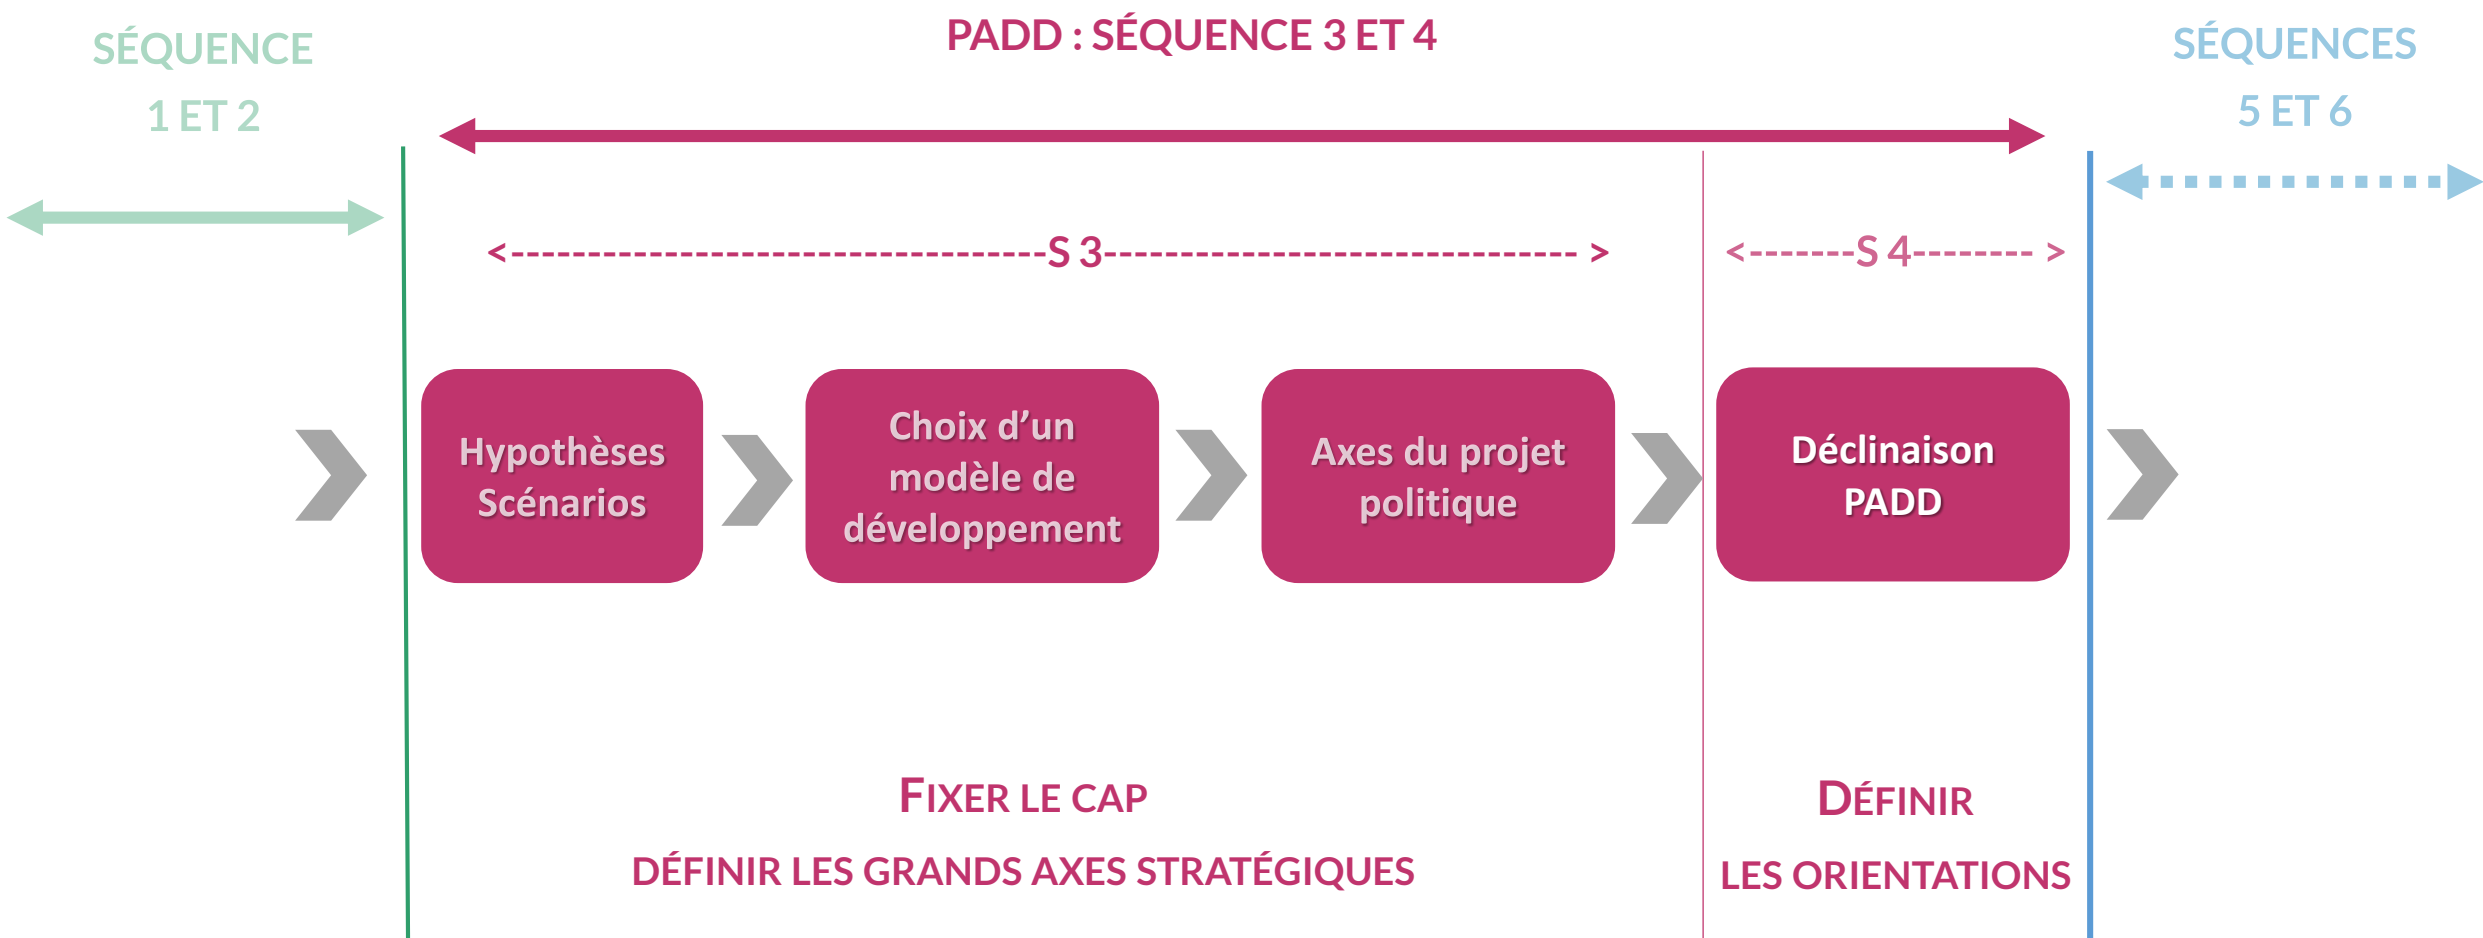 SÉQUENCE
1 ET 2
PADD : SÉQUENCE 3 ET 4
SÉQUENCES
5 ET 6
<-----------------------------------S 3------------------------------- >
<-------S 4-------- >
Hypothèses
Scénarios
Choix d’un
modèle de
développement
Axes du projet
politique
Déclinaison
PADD
FIXER LE CAP
DÉFINIR LES GRANDS AXES STRATÉGIQUES
DÉFINIR
LES ORIENTATIONS